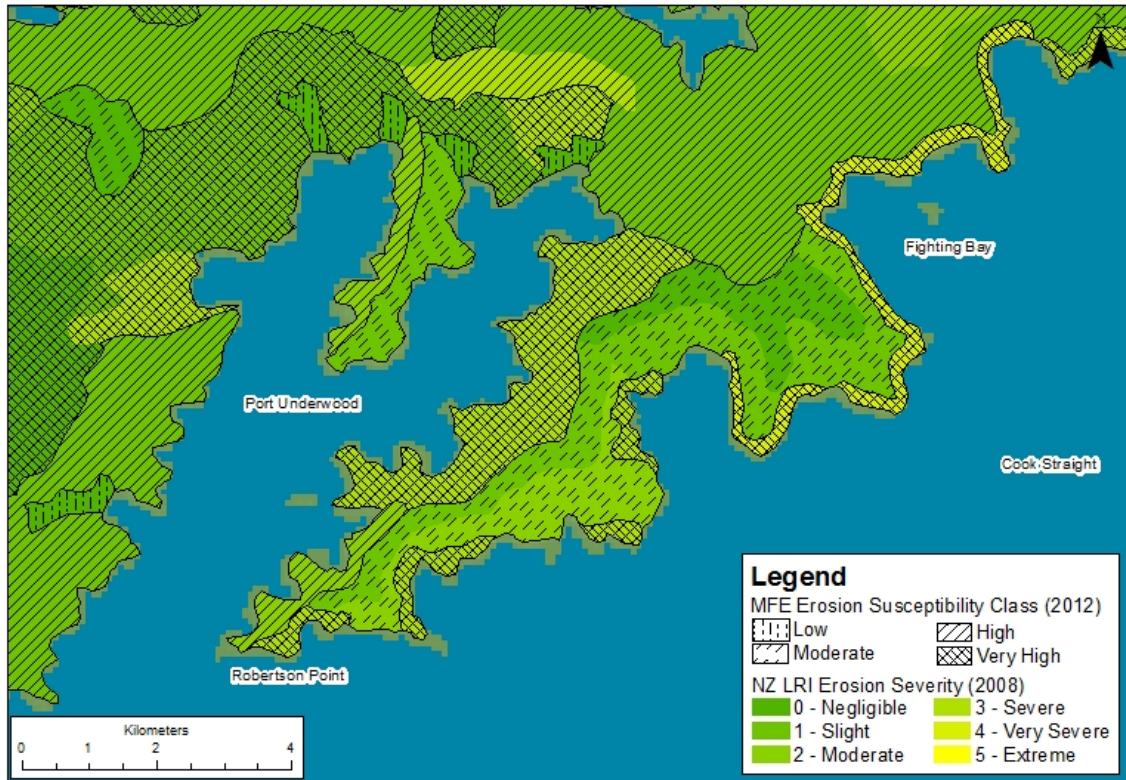 N
Fighting Bay
Port Underwood
Cook Straight
Robertson Point
Kilometers
0 1 2 4
Legend
MFE Erosion Susceptibility Class (2012)
Low High
Moderate Very High
NZ LRI Erosion Severity (2008)
0 - Negligible 3 - Severe
1 - Slight 4 - Very Severe
2 - Moderate 5 - Extreme